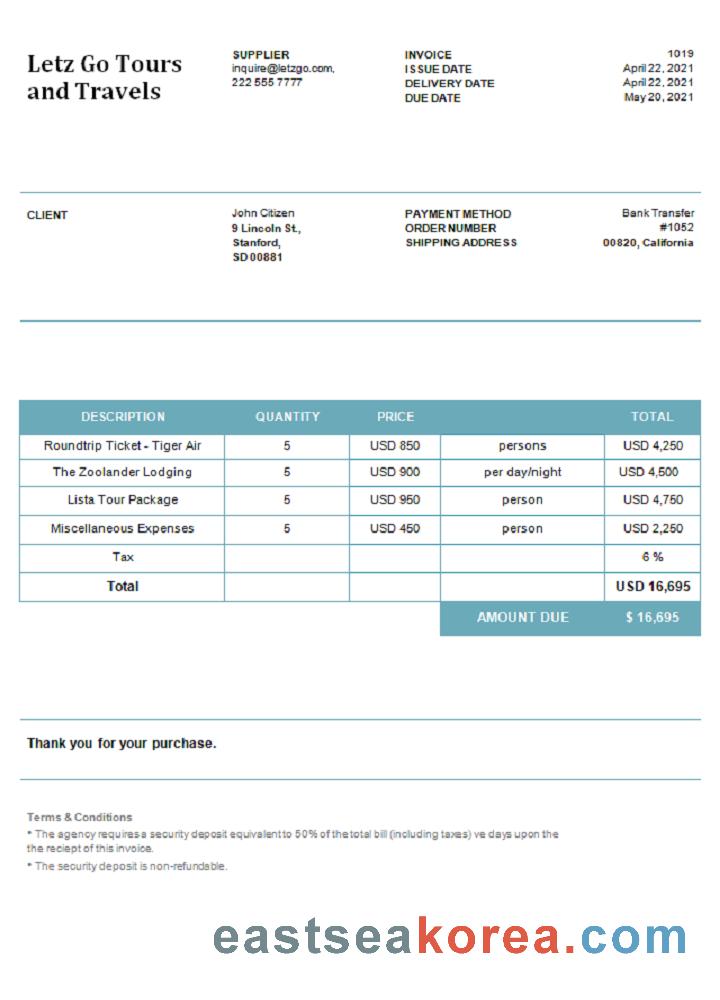 Letz Go Tours
and Travels
SUPPLIER
inquire@letzgo.com,
222 555 7777
INVOICE 1019
ISSUE DATE April 22, 2021
DELIVERY DATE April 22, 2021
DUE DATE May 20, 2021
CLIENT
John Citizen
9 Lincoln St.,
Stanford,
SD 00881
PAYMENT METHOD Bank Transfer
ORDER NUMBER #1052
SHIPPING ADDRESS 00820, California
DESCRIPTION QUANTITY PRICE TOTAL
Roundtrip Ticket - Tiger Air 5 USD 850 persons USD 4,250
The Zoolander Lodging 5 USD 900 per day/night USD 4,500
Lista Tour Package 5 USD 950 person USD 4,750
Miscellaneous Expenses 5 USD 450 person USD 2,250
Tax 6 %
Total USD 16,695
AMOUNT DUE $ 16,695
Thank you for your purchase.
Terms & Conditions
* The agency requires a security deposit equivalent to 50% of the total bill (including taxes) ve days upon the
the reciept of this invoice.
* The security deposit is non-refundable.
eastseakorea.com